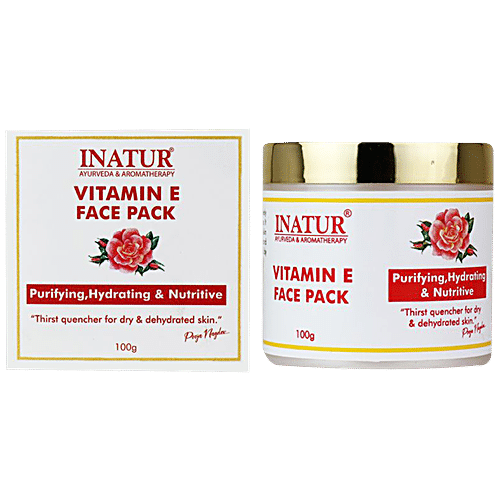 INATUR®
AYURVEDA & AROMATHERAPY
VITAMIN E
FACE PACK
Purifying,Hydrating & Nutritive
"Thirst quencher for dry & dehydrated skin."
100g
INATUR®
AYURVEDA & AROMATHERAPY
VITAMIN E
FACE PACK
100g
Purifying,Hydrating
& Nutritive
"Thirst quencher for dry
& dehydrated skin."